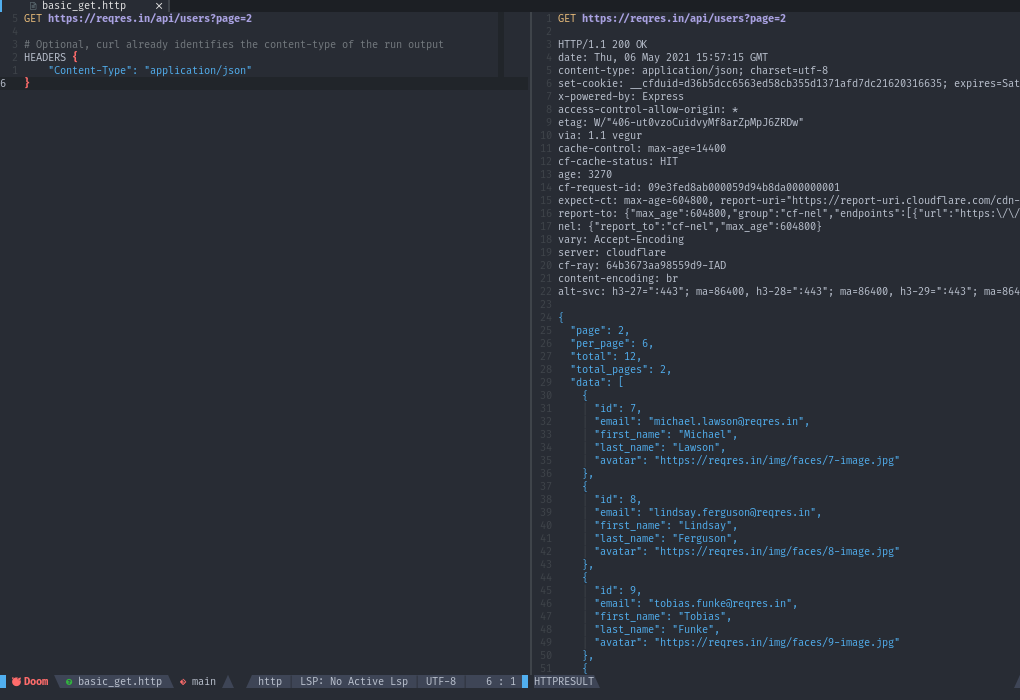 basic_get.http ×
5 GET https://reqres.in/api/users?page=2
4
3 # Optional, curl already identifies the content-type of the run output
2 HEADERS {
1 "Content-Type": "application/json"
6 }
1 GET https://reqres.in/api/users?page=2
2
3 HTTP/1.1 200 OK
4 date: Thu, 06 May 2021 15:57:15 GMT
5 content-type: application/json; charset=utf-8
6 set-cookie: __cfduid=d36b5dcc6563ed58cb355d1371afd7dc21620316635; expires=Sat
7 x-powered-by: Express
8 access-control-allow-origin: *
9 etag: W/"406-ut0vzoCuidvyMf8arZpMpJ6ZRDw"
10 via: 1.1 vegur
11 cache-control: max-age=14400
12 cf-cache-status: HIT
13 age: 3270
14 cf-request-id: 09e3fed8ab000059d94b8da000000001
15 expect-ct: max-age=604800, report-uri="https://report-uri.cloudflare.com/cdn-
16 report-to: {"max_age":604800,"group":"cf-nel","endpoints":[{"url":"https:\/\/
17 nel: {"report_to":"cf-nel","max_age":604800}
18 vary: Accept-Encoding
19 server: cloudflare
20 cf-ray: 64b3673aa98559d9-IAD
21 content-encoding: br
22 alt-svc: h3-27=":443"; ma=86400, h3-28=":443"; ma=86400, h3-29=":443"; ma=864
23
24 {
25 "page": 2,
26 "per_page": 6,
27 "total": 12,
28 "total_pages": 2,
29 "data": [
30 {
31 "id": 7,
32 "email": "michael.lawson@reqres.in",
33 "first_name": "Michael",
34 "last_name": "Lawson",
35 "avatar": "https://reqres.in/img/faces/7-image.jpg"
36 },
37 {
38 "id": 8,
39 "email": "lindsay.ferguson@reqres.in",
40 "first_name": "Lindsay",
41 "last_name": "Ferguson",
42 "avatar": "https://reqres.in/img/faces/8-image.jpg"
43 },
44 {
45 "id": 9,
46 "email": "tobias.funke@reqres.in",
47 "first_name": "Tobias",
48 "last_name": "Funke",
49 "avatar": "https://reqres.in/img/faces/9-image.jpg"
50 },
51 {
Doom basic_get.http main http LSP: No Active Lsp UTF-8 6 : 1 HTTPRESULT